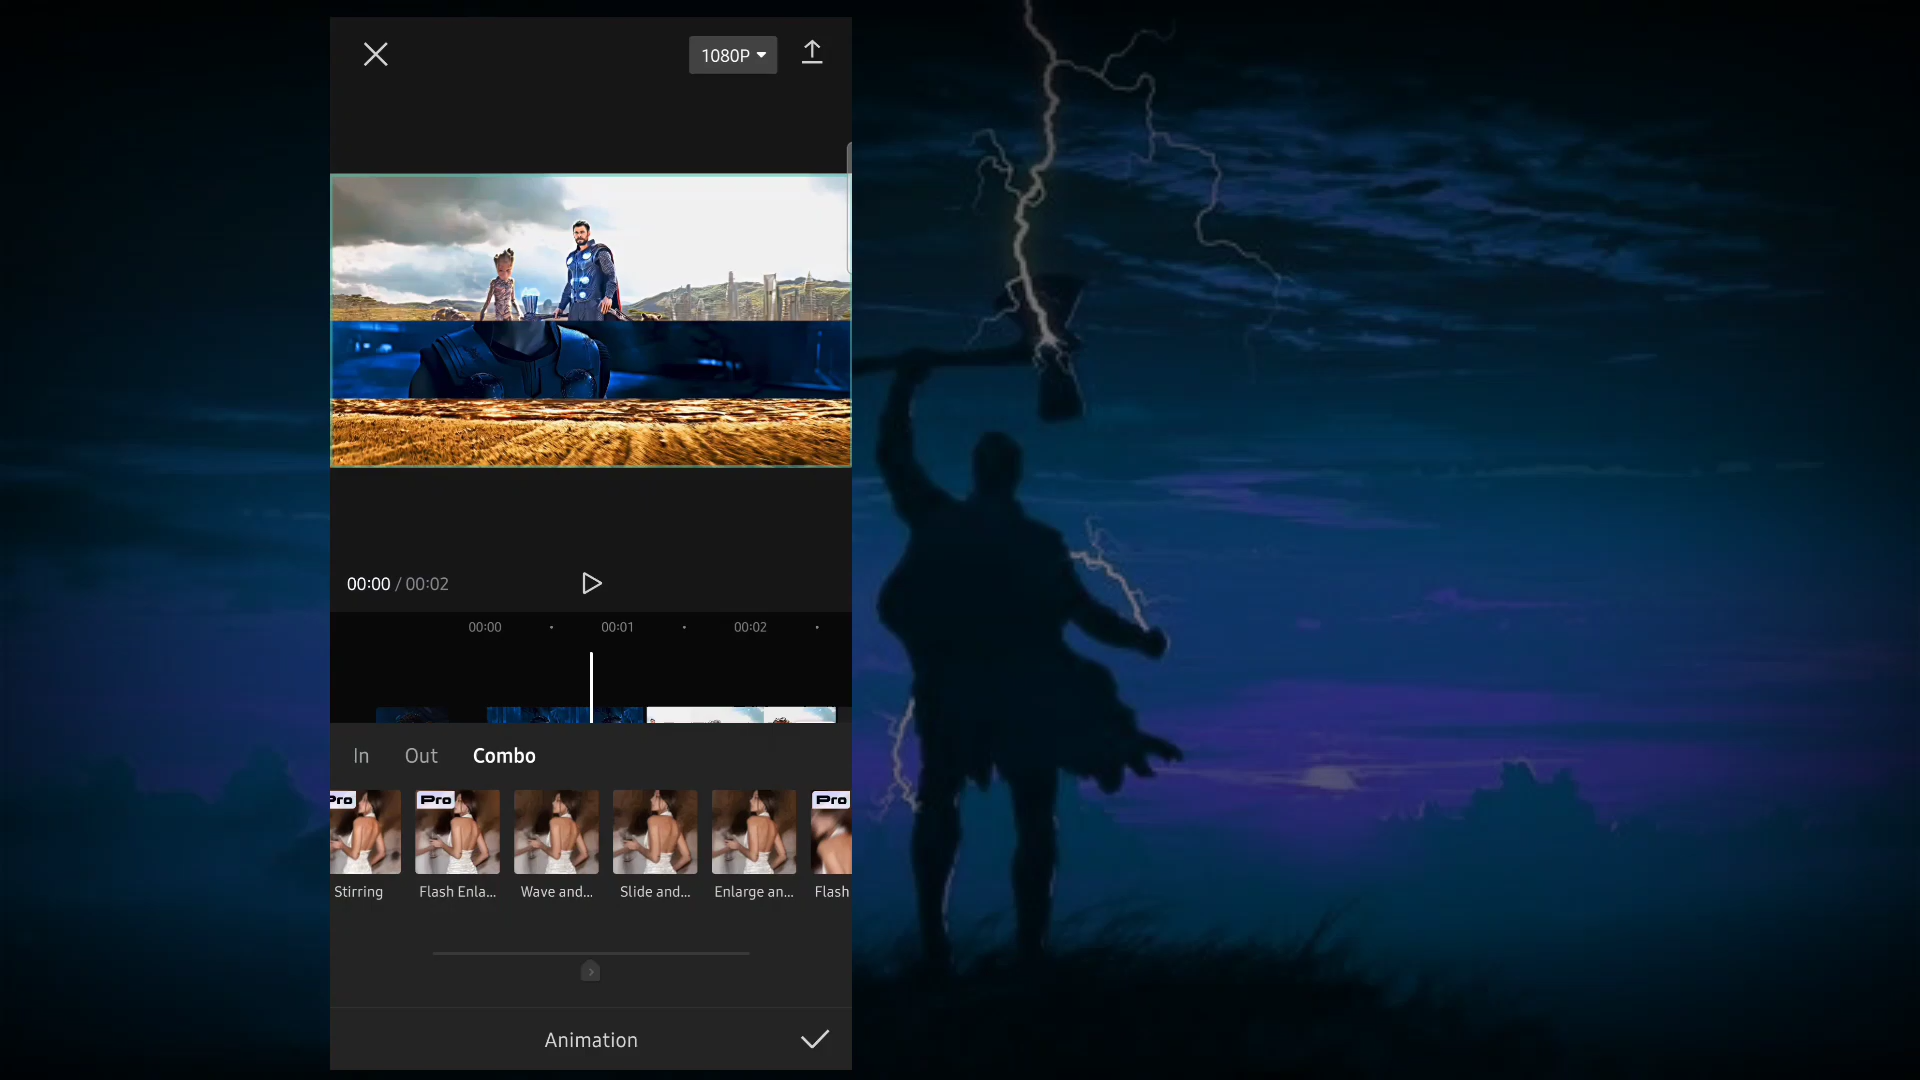 1080P
00:00 / 00:02
00:00 00:01 00:02
In Out Combo
Pro Pro Pro
Stirring Flash Enla... Wave and... Slide and... Enlarge an... Flash
Animation